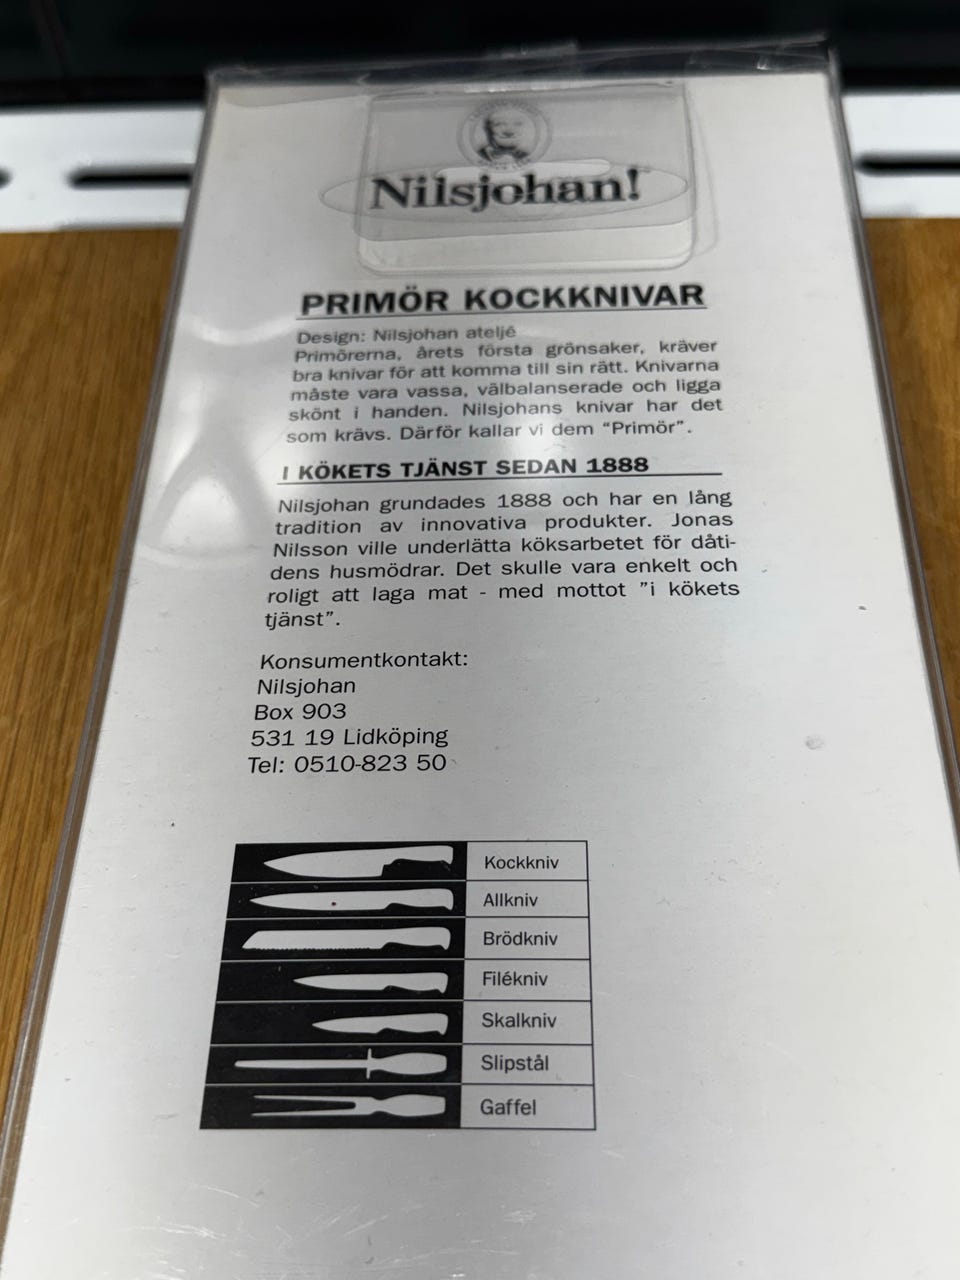 Nilsjohan!
PRIMÖR KOCKKNIVAR
Design: Nilsjohan ateljé
Primörerna, årets första grönsaker, kräver
bra knivar för att komma till sin rätt. Knivarna
måste vara vassa, välbalanserade och ligga
skönt i handen. Nilsjohans knivar har det
som krävs. Därför kallar vi dem “Primör”.
I KÖKETS TJÄNST SEDAN 1888
Nilsjohan grundades 1888 och har en lång
tradition av innovativa produkter. Jonas
Nilsson ville underlätta köksarbetet för dåti-
dens husmödrar. Det skulle vara enkelt och
roligt att laga mat - med mottot ”i kökets
tjänst”.
Konsumentkontakt:
Nilsjohan
Box 903
531 19 Lidköping
Tel: 0510-823 50
Kockkniv
Allkniv
Brödkniv
Filékniv
Skalkniv
Slipstål
Gaffel